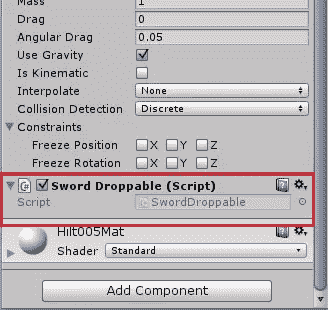 Mass 1
Drag 0
Angular Drag 0.05
Use Gravity
Is Kinematic
Interpolate None
Collision Detection Discrete
Constraints
Freeze Position X Y Z
Freeze Rotation X Y Z
Sword Droppable (Script)
Script SwordDroppable
Hilt005Mat
Shader Standard
Add Component